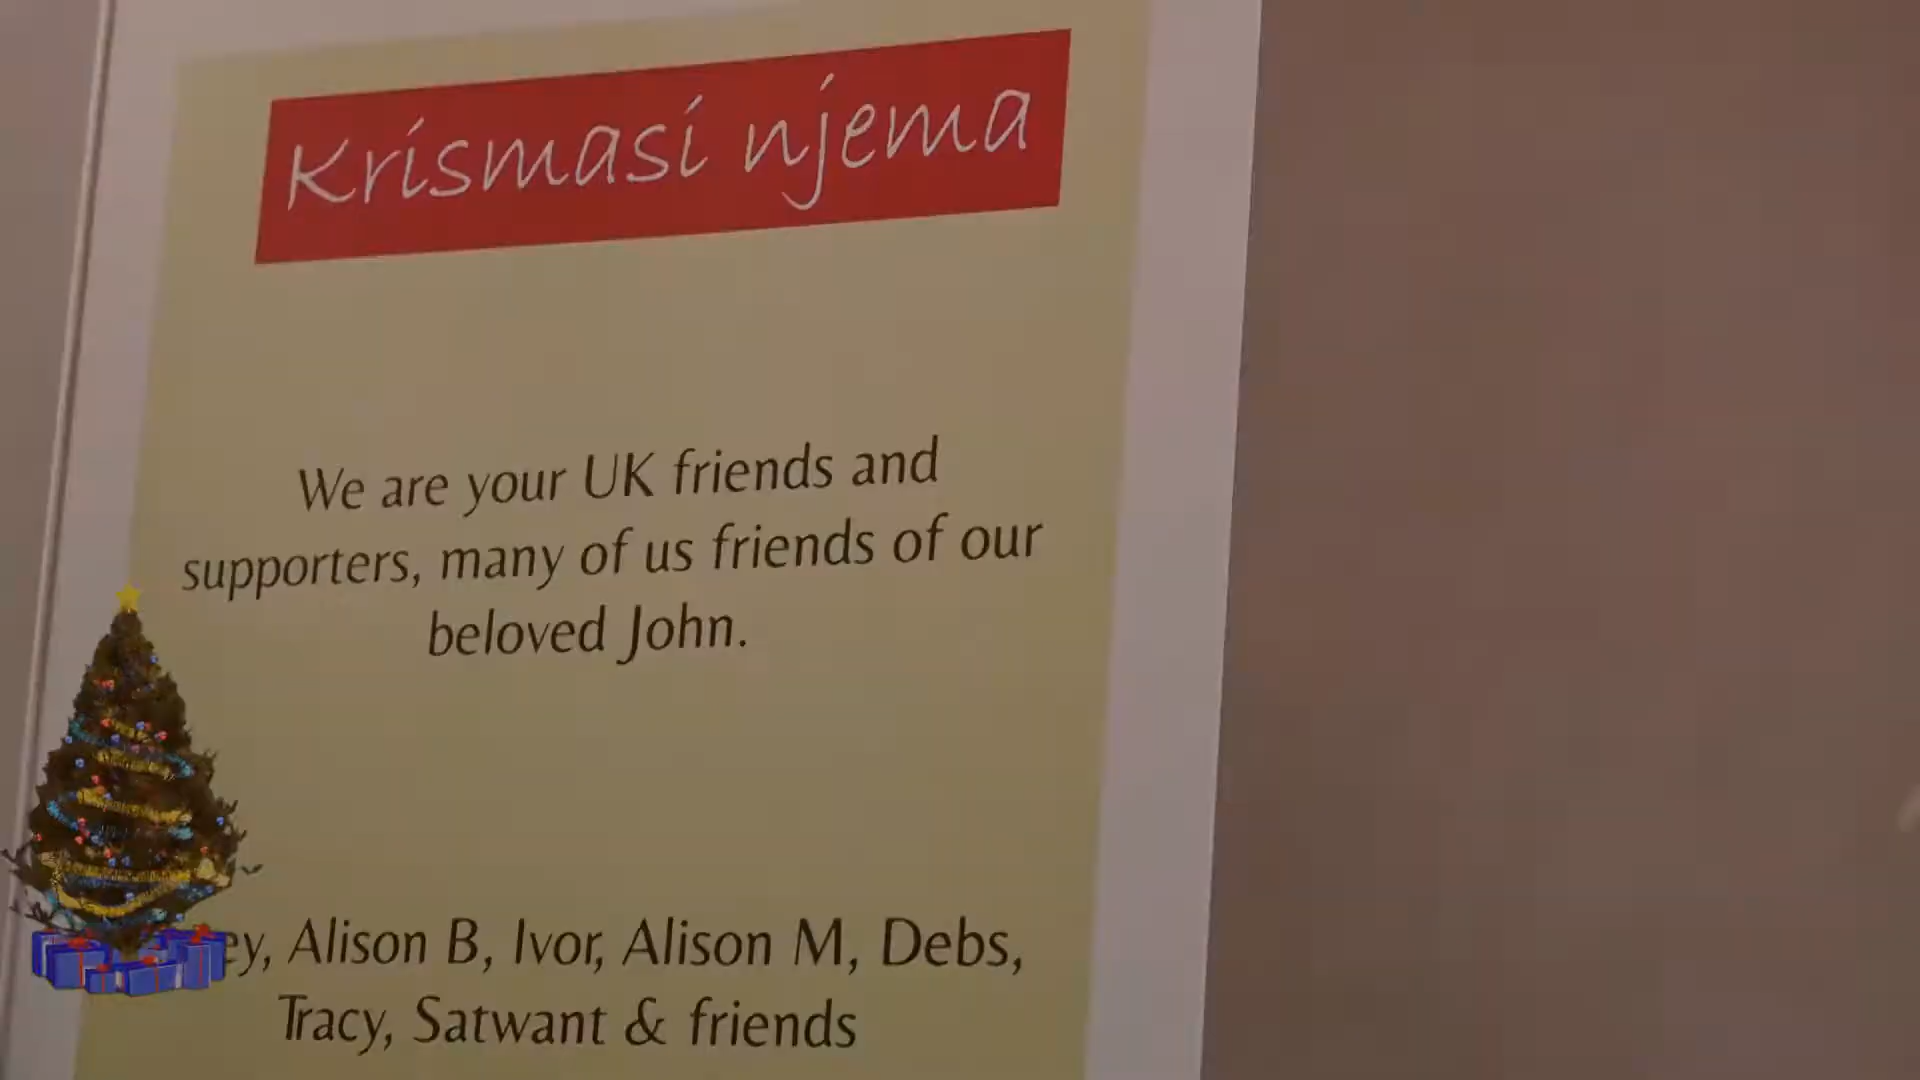 Krismasi njema
We are your UK friends and
supporters, many of us friends of our
beloved John.
Alison B, Ivor, Alison M, Debs,
Tracy, Satwant & friends